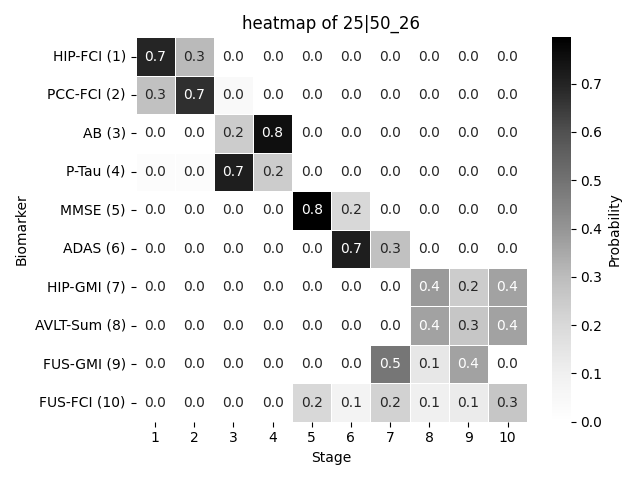 heatmap of 25|50_26
HIP-FCI (1) 0.7 0.3 0.0 0.0 0.0 0.0 0.0 0.0 0.0 0.0
PCC-FCI (2) 0.3 0.7 0.0 0.0 0.0 0.0 0.0 0.0 0.0 0.0
AB (3) 0.0 0.0 0.2 0.8 0.0 0.0 0.0 0.0 0.0 0.0
P-Tau (4) 0.0 0.0 0.7 0.2 0.0 0.0 0.0 0.0 0.0 0.0
MMSE (5) 0.0 0.0 0.0 0.0 0.8 0.2 0.0 0.0 0.0 0.0
ADAS (6) 0.0 0.0 0.0 0.0 0.0 0.7 0.3 0.0 0.0 0.0
HIP-GMI (7) 0.0 0.0 0.0 0.0 0.0 0.0 0.0 0.4 0.2 0.4
AVLT-Sum (8) 0.0 0.0 0.0 0.0 0.0 0.0 0.0 0.4 0.3 0.4
FUS-GMI (9) 0.0 0.0 0.0 0.0 0.0 0.0 0.5 0.1 0.4 0.0
FUS-FCI (10) 0.0 0.0 0.0 0.0 0.2 0.1 0.2 0.1 0.1 0.3
1 2 3 4 5 6 7 8 9 10
Stage
Biomarker
0.7
0.6
0.5
0.4
0.3
0.2
0.1
0.0
Probability